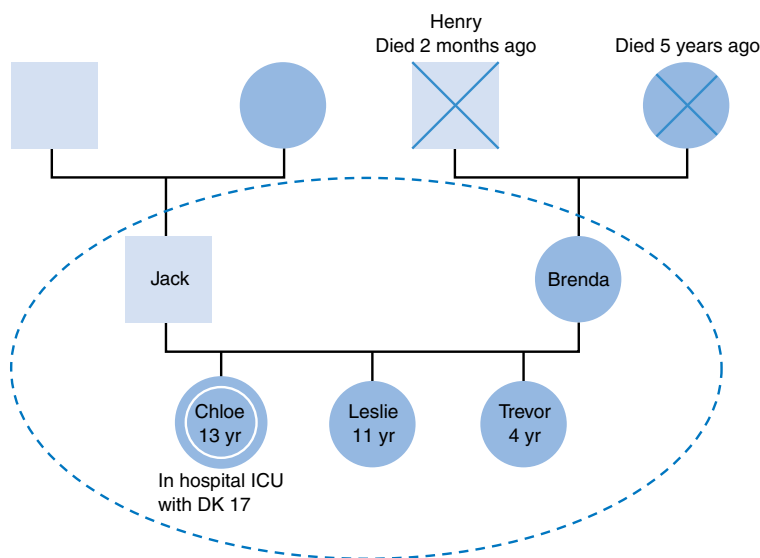 Henry
Died 2 months ago
Died 5 years ago
Jack
Brenda
Chloe
13 yr
Leslie
11 yr
Trevor
4 yr
In hospital ICU
with DK 17